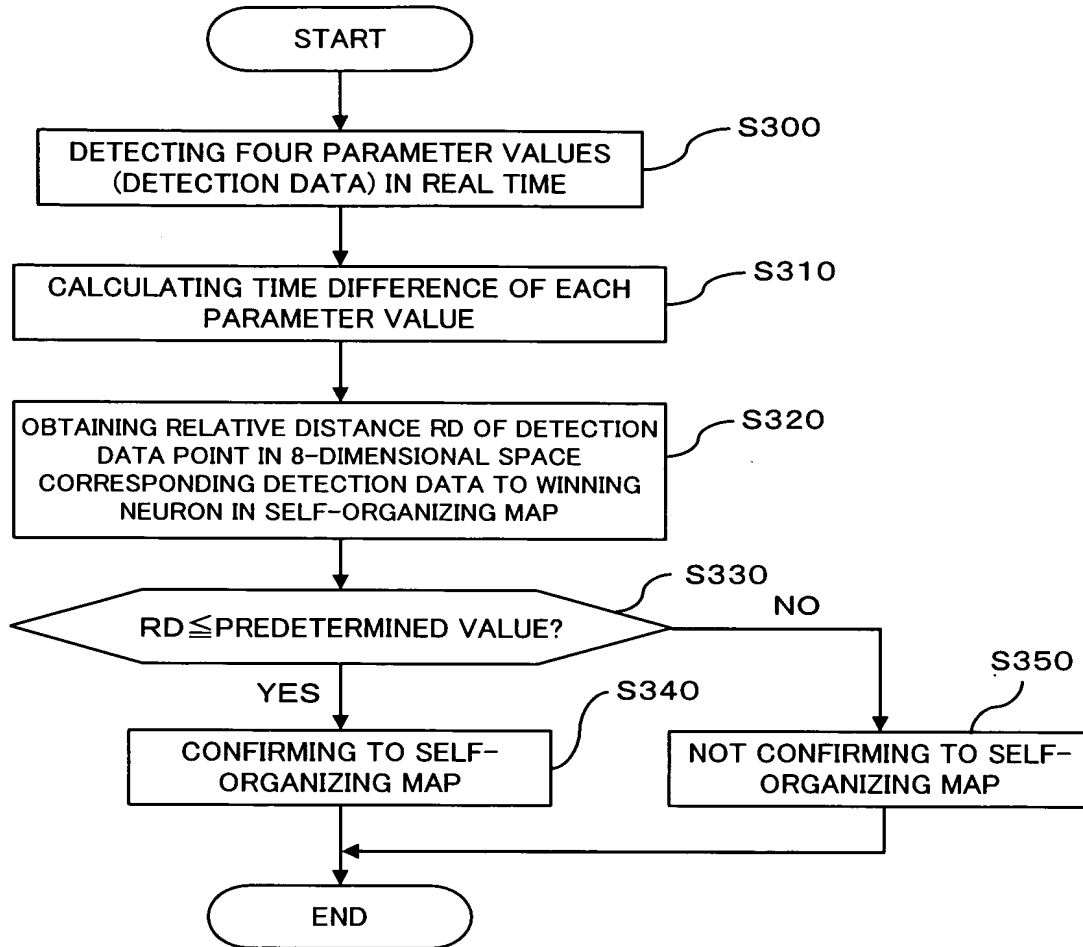 START
S300
DETECTING FOUR PARAMETER VALUES
(DETECTION DATA) IN REAL TIME
S310
CALCULATING TIME DIFFERENCE OF EACH
PARAMETER VALUE
S320
OBTAINING RELATIVE DISTANCE RD OF DETECTION
DATA POINT IN 8-DIMENSIONAL SPACE
CORRESPONDING DETECTION DATA TO WINNING
NEURON IN SELF-ORGANIZING MAP
S330
RD≦PREDETERMINED VALUE?
NO
YES
S340
CONFIRMING TO SELF-
ORGANIZING MAP
S350
NOT CONFIRMING TO SELF-
ORGANIZING MAP
END